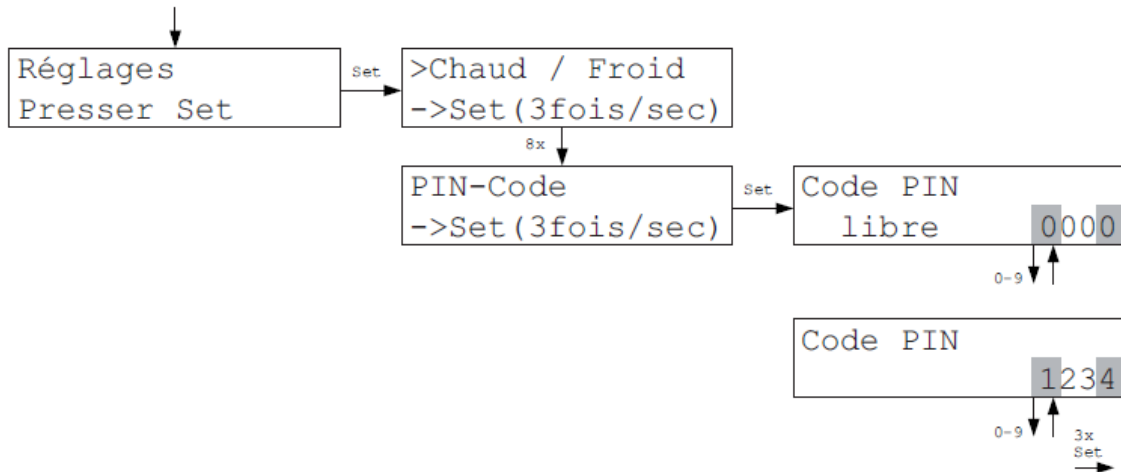 Réglages
Presser Set
Set
>Chaud / Froid
->Set(3fois/sec)
8x
PIN-Code
->Set(3fois/sec)
Set
Code PIN
libre 0000
0-9
Code PIN
1234
0-9
3x
Set